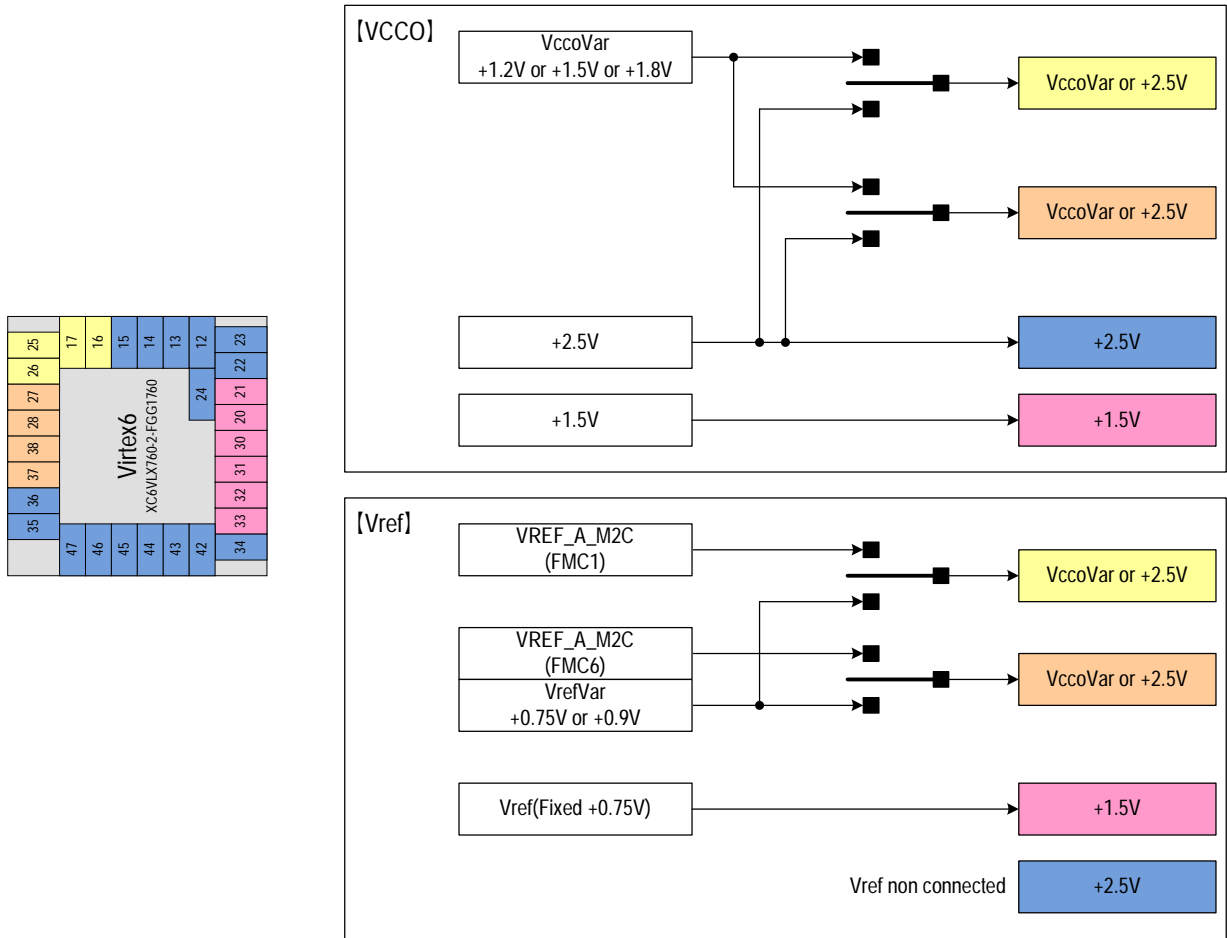 【VCCO】
VccoVar
+1.2V or +1.5V or +1.8V
VccoVar or +2.5V
VccoVar or +2.5V
+2.5V
+2.5V
+1.5V
+1.5V
25
26
27
28
38
37
36
35
17
16
15
14
13
12
24
23
22
21
20
30
31
32
33
34
Virtex6
XC6VLX760-2-FGG1760
47
46
45
44
43
42
【Vref】
VREF_A_M2C
(FMC1)
VccoVar or +2.5V
VREF_A_M2C
(FMC6)
VrefVar
+0.75V or +0.9V
VccoVar or +2.5V
Vref(Fixed +0.75V)
+1.5V
Vref non connected
+2.5V